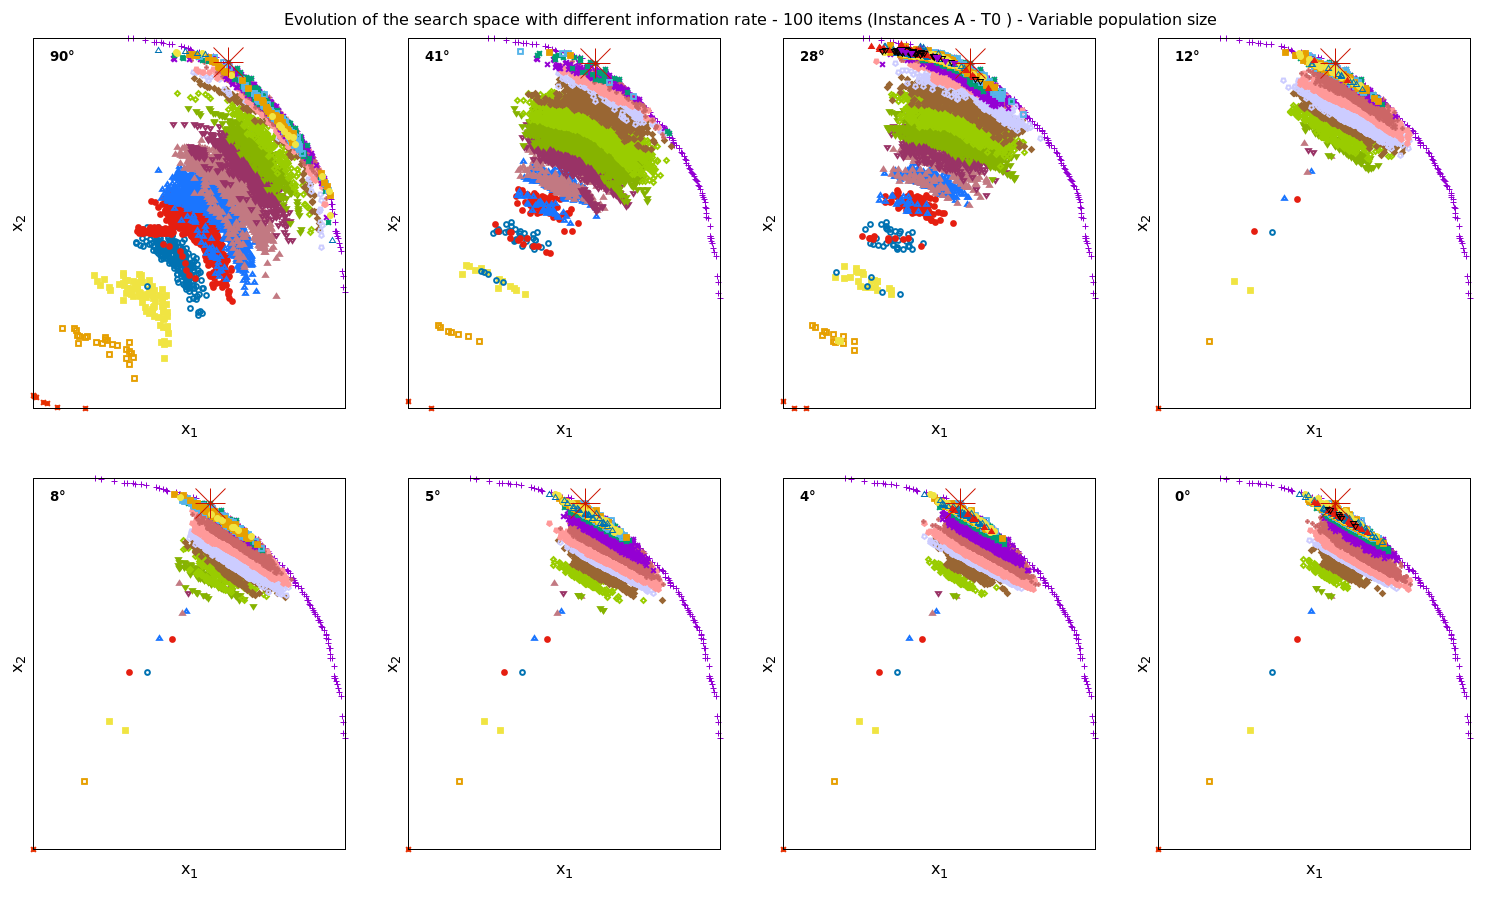 Evolution of the search space with different information rate - 100 items (Instances A - T0 ) - Variable population size
90°
41°
28°
12°
x2
x2
x2
x2
x1
x1
x1
x1
8°
5°
4°
0°
x2
x2
x2
x2
x1
x1
x1
x1